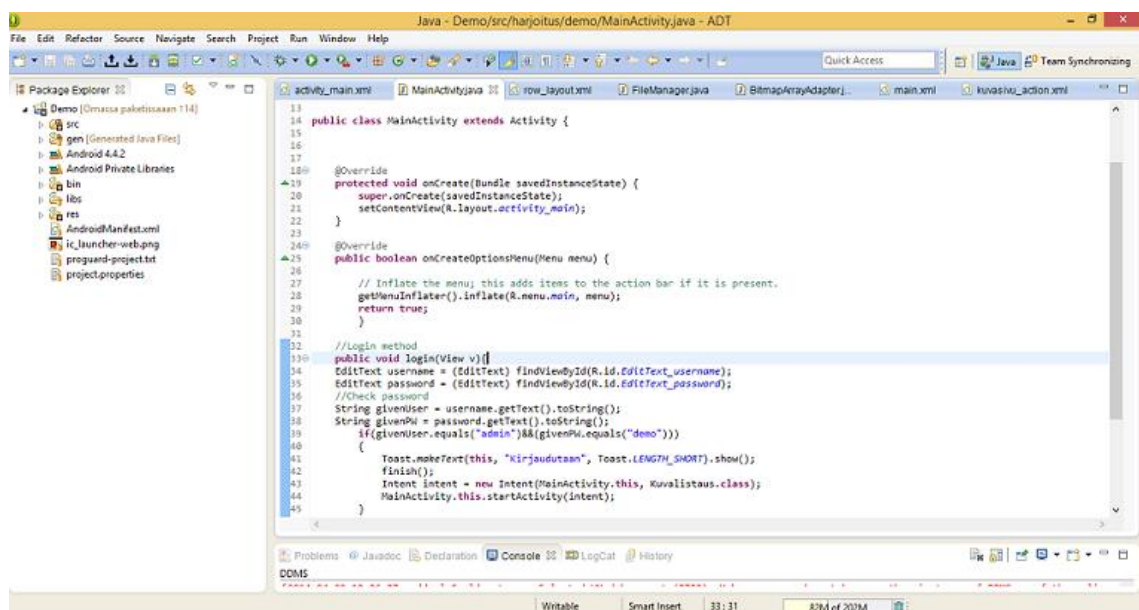 Java - Demo/src/harjoitus/demo/MainActivity.java - ADT
File Edit Refactor Source Navigate Search Project Run Window Help
Quick Access
Java
Team Synchronizing
Package Explorer
Demo [Omassa paketissaaan 114]
src
gen [Generated Java Files]
Android 4.4.2
Android Private Libraries
bin
libs
res
AndroidManifest.xml
ic_launcher-web.png
proguard-project.txt
project.properties
activity_main.xml MainActivity.java row_layout.xml FileManager.java BitmapArrayAdapter.j... main.xml kuvasivu_action.xml
13
14 public class MainActivity extends Activity {
15
16
17
18 @Override
19 protected void onCreate(Bundle savedInstanceState) {
20 super.onCreate(savedInstanceState);
21 setContentView(R.layout.activity_main);
22 }
23
24 @Override
25 public boolean onCreateOptionsMenu(Menu menu) {
26
27 // Inflate the menu; this adds items to the action bar if it is present.
28 getMenuInflater().inflate(R.menu.main, menu);
29 return true;
30 }
31
32 //Login method
33 public void login(View v){
34 EditText username = (EditText) findViewById(R.id.EditText_username);
35 EditText password = (EditText) findViewById(R.id.EditText_password);
36 //Check password
37 String givenUser = username.getText().toString();
38 String givenPW = password.getText().toString();
39 if(givenUser.equals("admin")&&(givenPW.equals("demo")))
40 {
41 Toast.makeText(this, "Kirjaudutaan", Toast.LENGTH_SHORT).show();
42 finish();
43 Intent intent = new Intent(MainActivity.this, Kuvalistaus.class);
44 MainActivity.this.startActivity(intent);
45 }
Problems Javadoc Declaration Console LogCat History
DDMS
Writable Smart Insert 33 : 31 82M of 202M